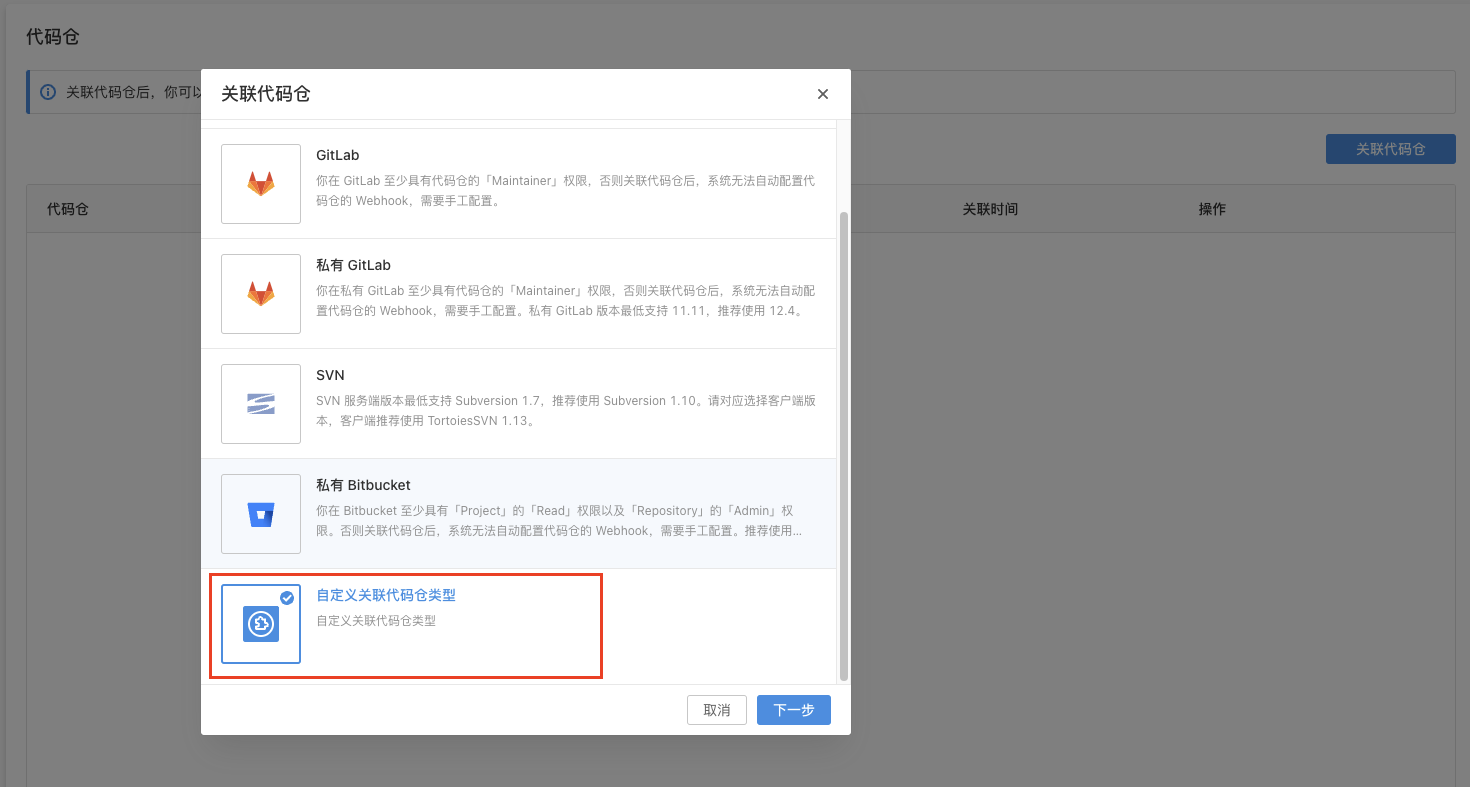 代码仓
关联代码仓后，你可以
关联代码仓
关联代码仓
代码仓
关联时间
操作
GitLab
你在 GitLab 至少具有代码仓的「Maintainer」权限，否则关联代码仓后，系统无法自动配置代
码仓的 Webhook，需要手工配置。
私有 GitLab
你在私有 GitLab 至少具有代码仓的「Maintainer」权限，否则关联代码仓后，系统无法自动配
置代码仓的 Webhook，需要手工配置。私有 GitLab 版本最低支持 11.11，推荐使用 12.4。
SVN
SVN 服务端版本最低支持 Subversion 1.7，推荐使用 Subversion 1.10。请对应选择客户端版
本，客户端推荐使用 TortoiesSVN 1.13。
私有 Bitbucket
你在 Bitbucket 至少具有「Project」的「Read」权限以及「Repository」的「Admin」权
限。否则关联代码仓后，系统无法自动配置代码仓的 Webhook，需要手工配置。推荐使用...
自定义关联代码仓类型
自定义关联代码仓类型
取消
下一步